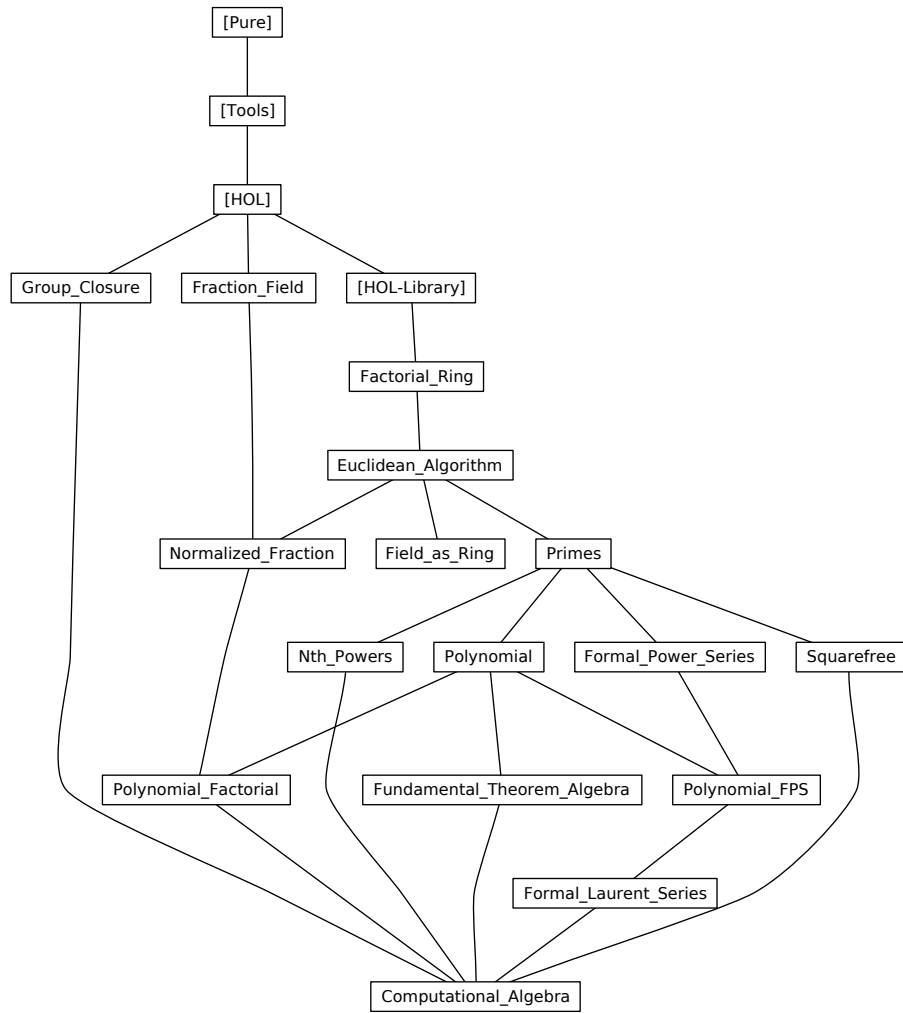 [Pure]
[Tools]
[HOL]
Group_Closure
Fraction_Field
[HOL-Library]
Factorial_Ring
Euclidean_Algorithm
Normalized_Fraction
Field_as_Ring
Primes
Nth_Powers
Polynomial
Formal_Power_Series
Squarefree
Polynomial_Factorial
Fundamental_Theorem_Algebra
Polynomial_FPS
Formal_Laurent_Series
Computational_Algebra